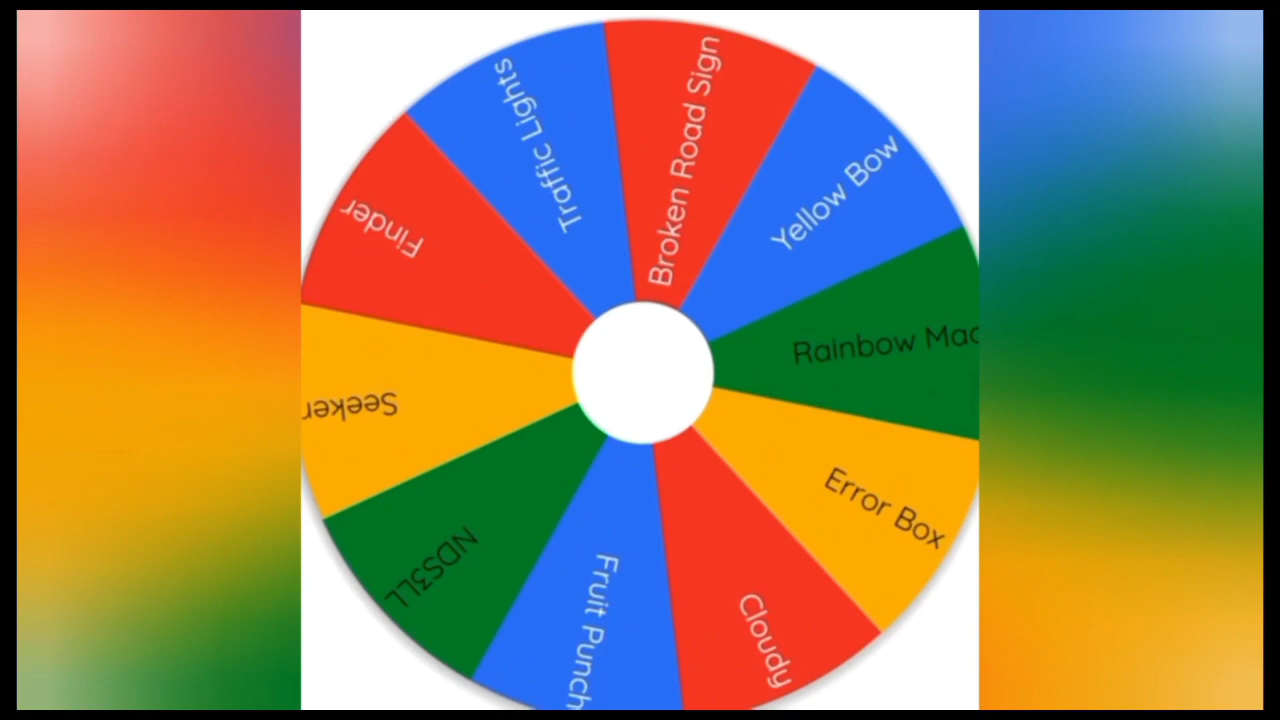 Broken Road Sign
Yellow Bow
Rainbow Mac
Error Box
Cloudy
Fruit Punch
NDS3LL
Seeker
Finder
Traffic Lights